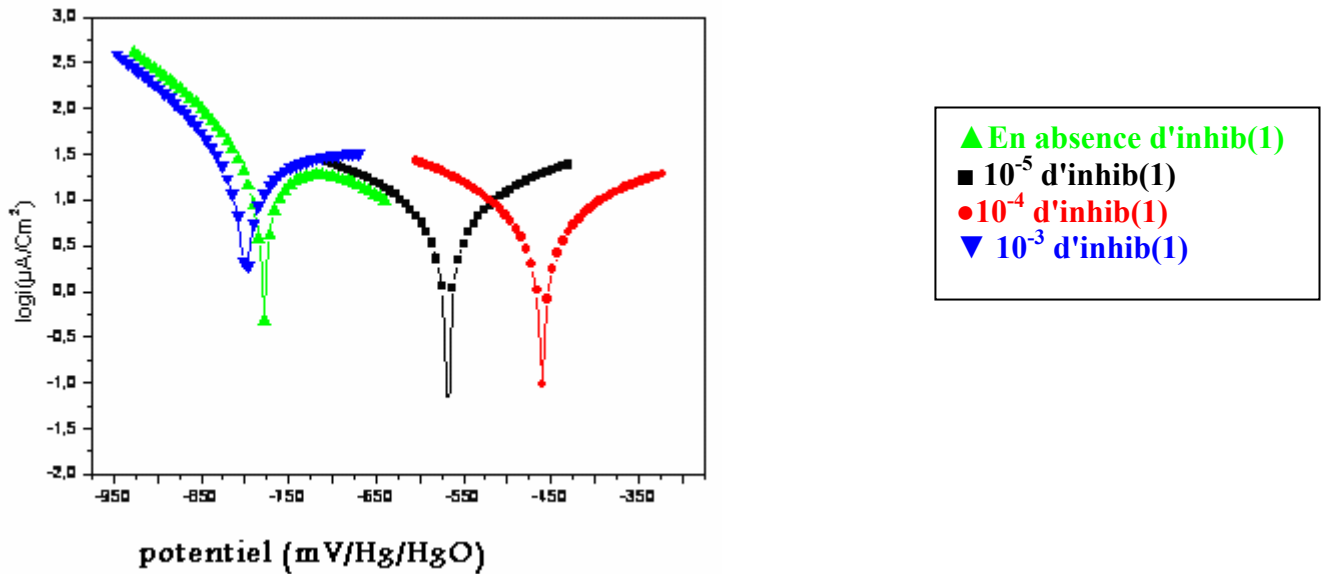 3,0
2,5
2,0
1,5
1,0
0,5
0,0
-0,5
-1,0
-1,5
-2,0
logi(µA/Cm²)
-950 -850 -750 -650 -550 -450 -350
potentiel (mV/Hg/HgO)
▲En absence d'inhib(1)
■ 10⁻⁵ d'inhib(1)
●10⁻⁴ d'inhib(1)
▼ 10⁻³ d'inhib(1)